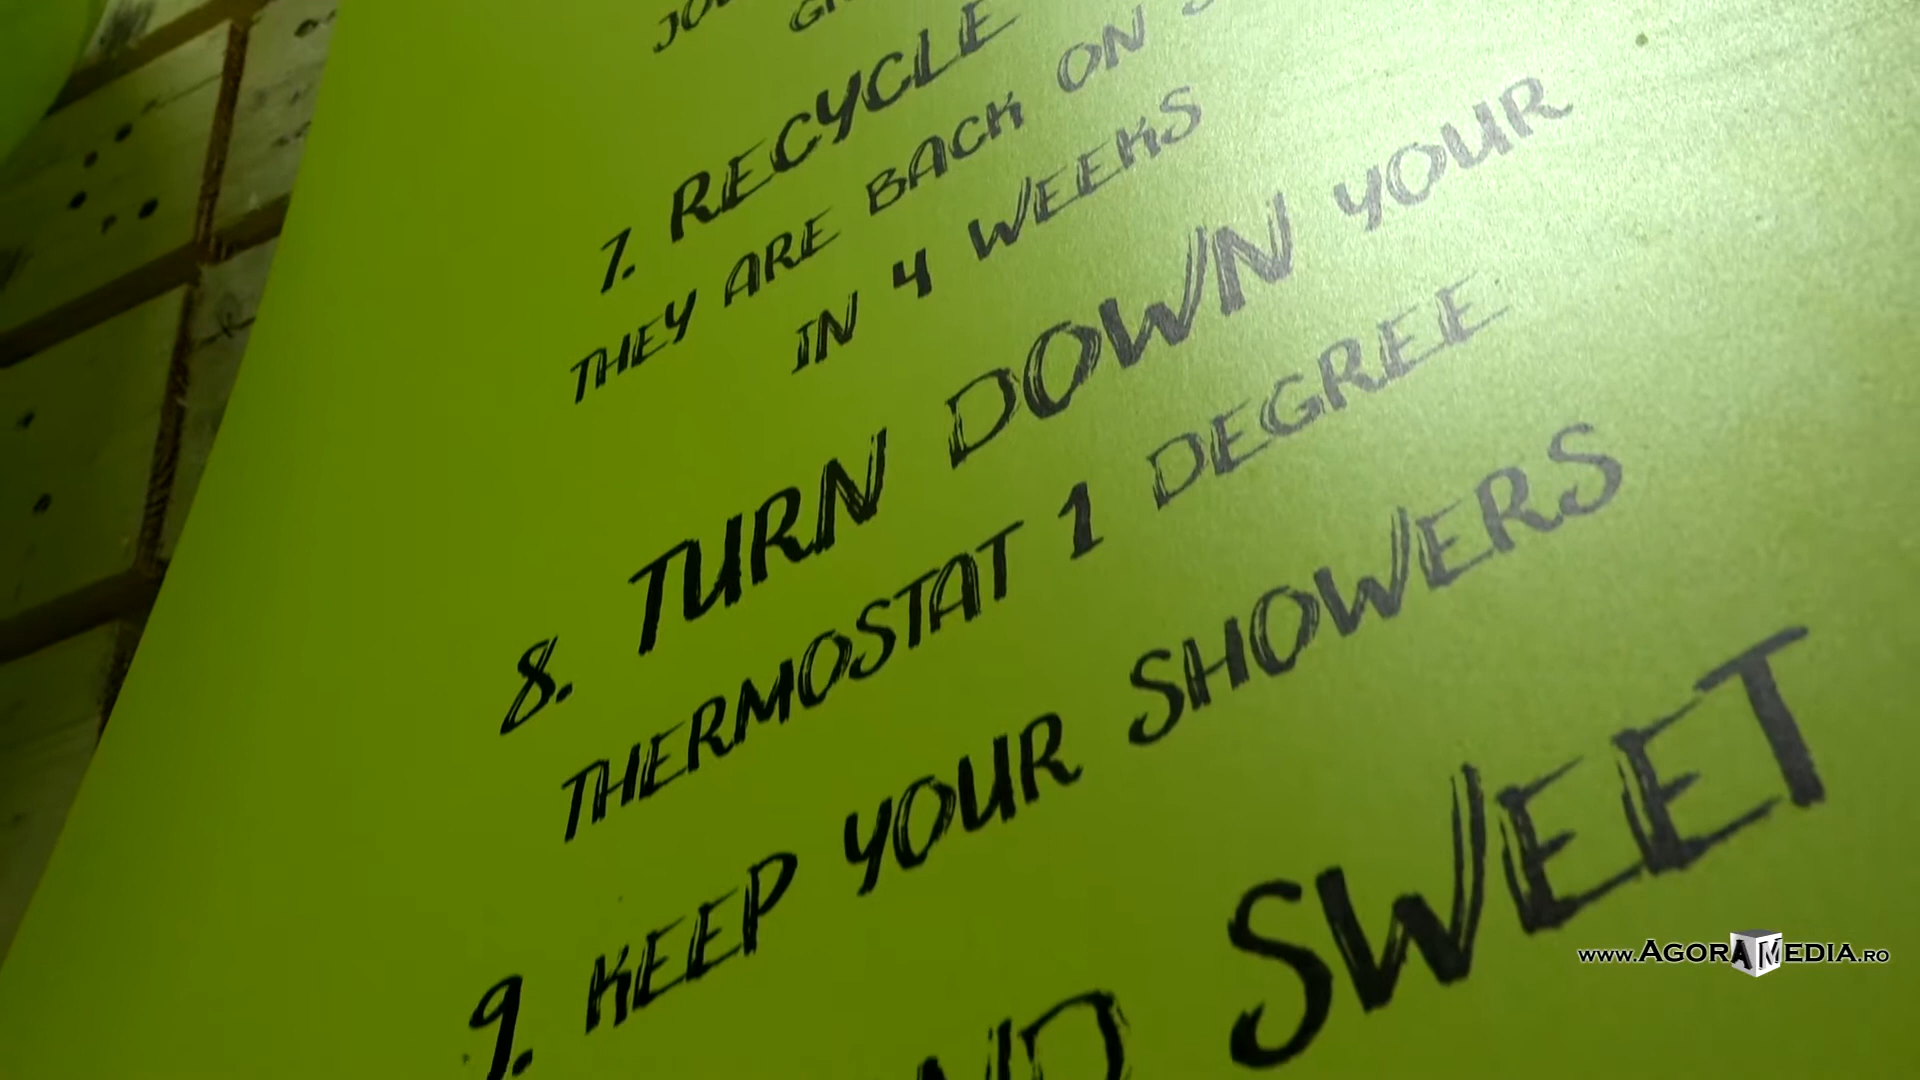 7. RECYCLE
THEY ARE BACK ON
IN 4 WEEKS
8. TURN DOWN YOUR
THERMOSTAT 1 DEGREE
9. KEEP YOUR SHOWERS
SWEET
www.AGORAMEDIA.RO